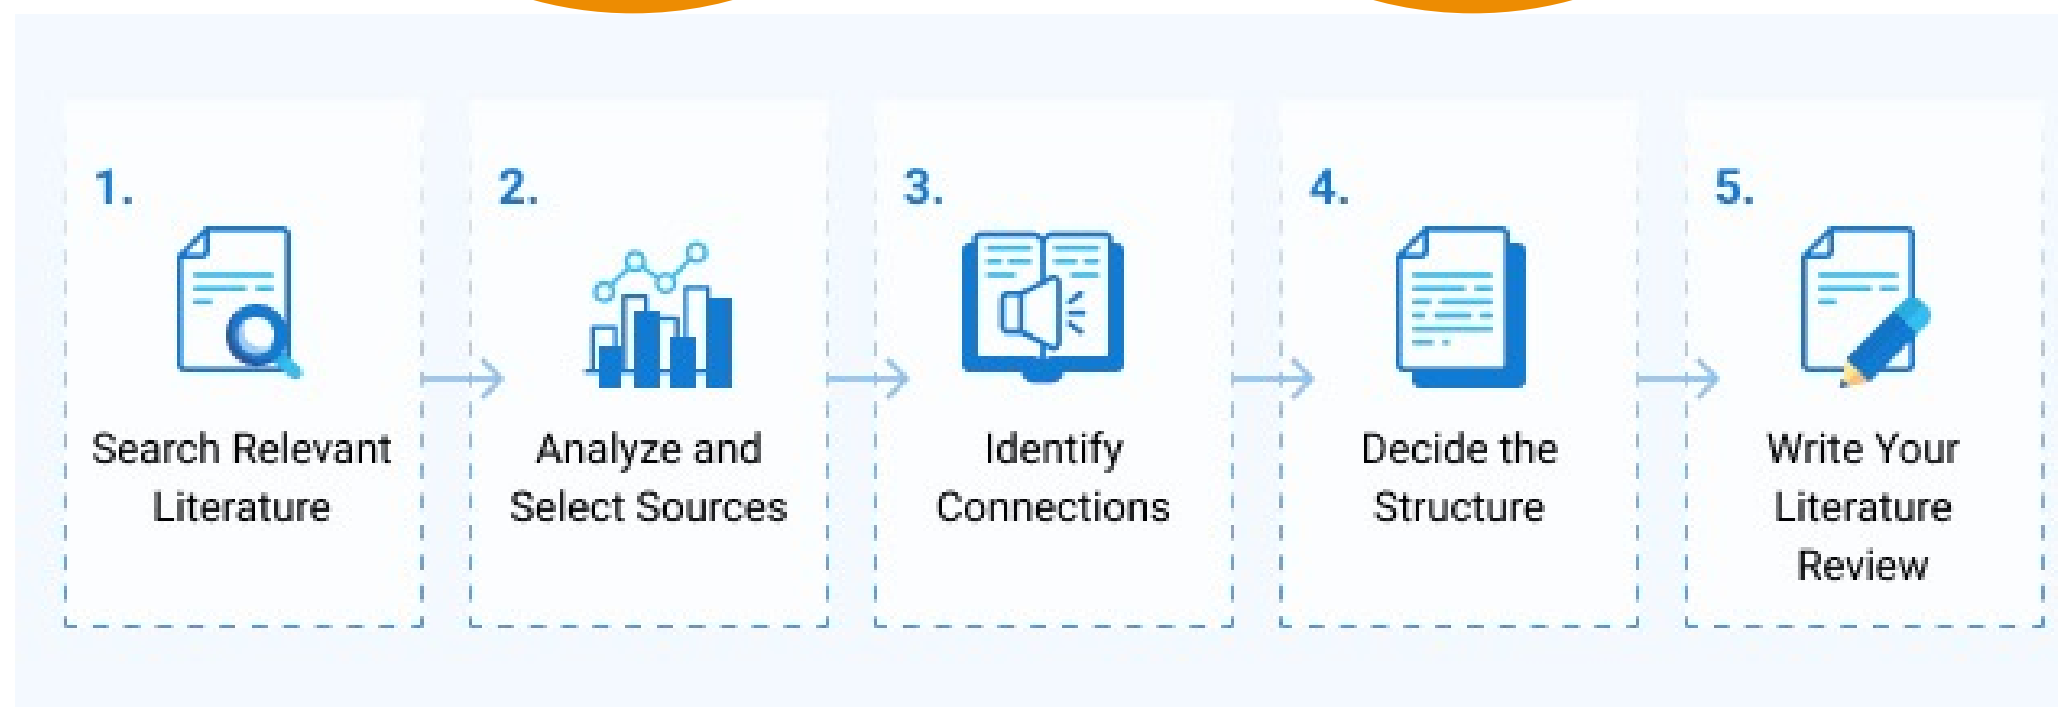 1.
Search Relevant
Literature
2.
Analyze and
Select Sources
3.
Identify
Connections
4.
Decide the
Structure
5.
Write Your
Literature
Review